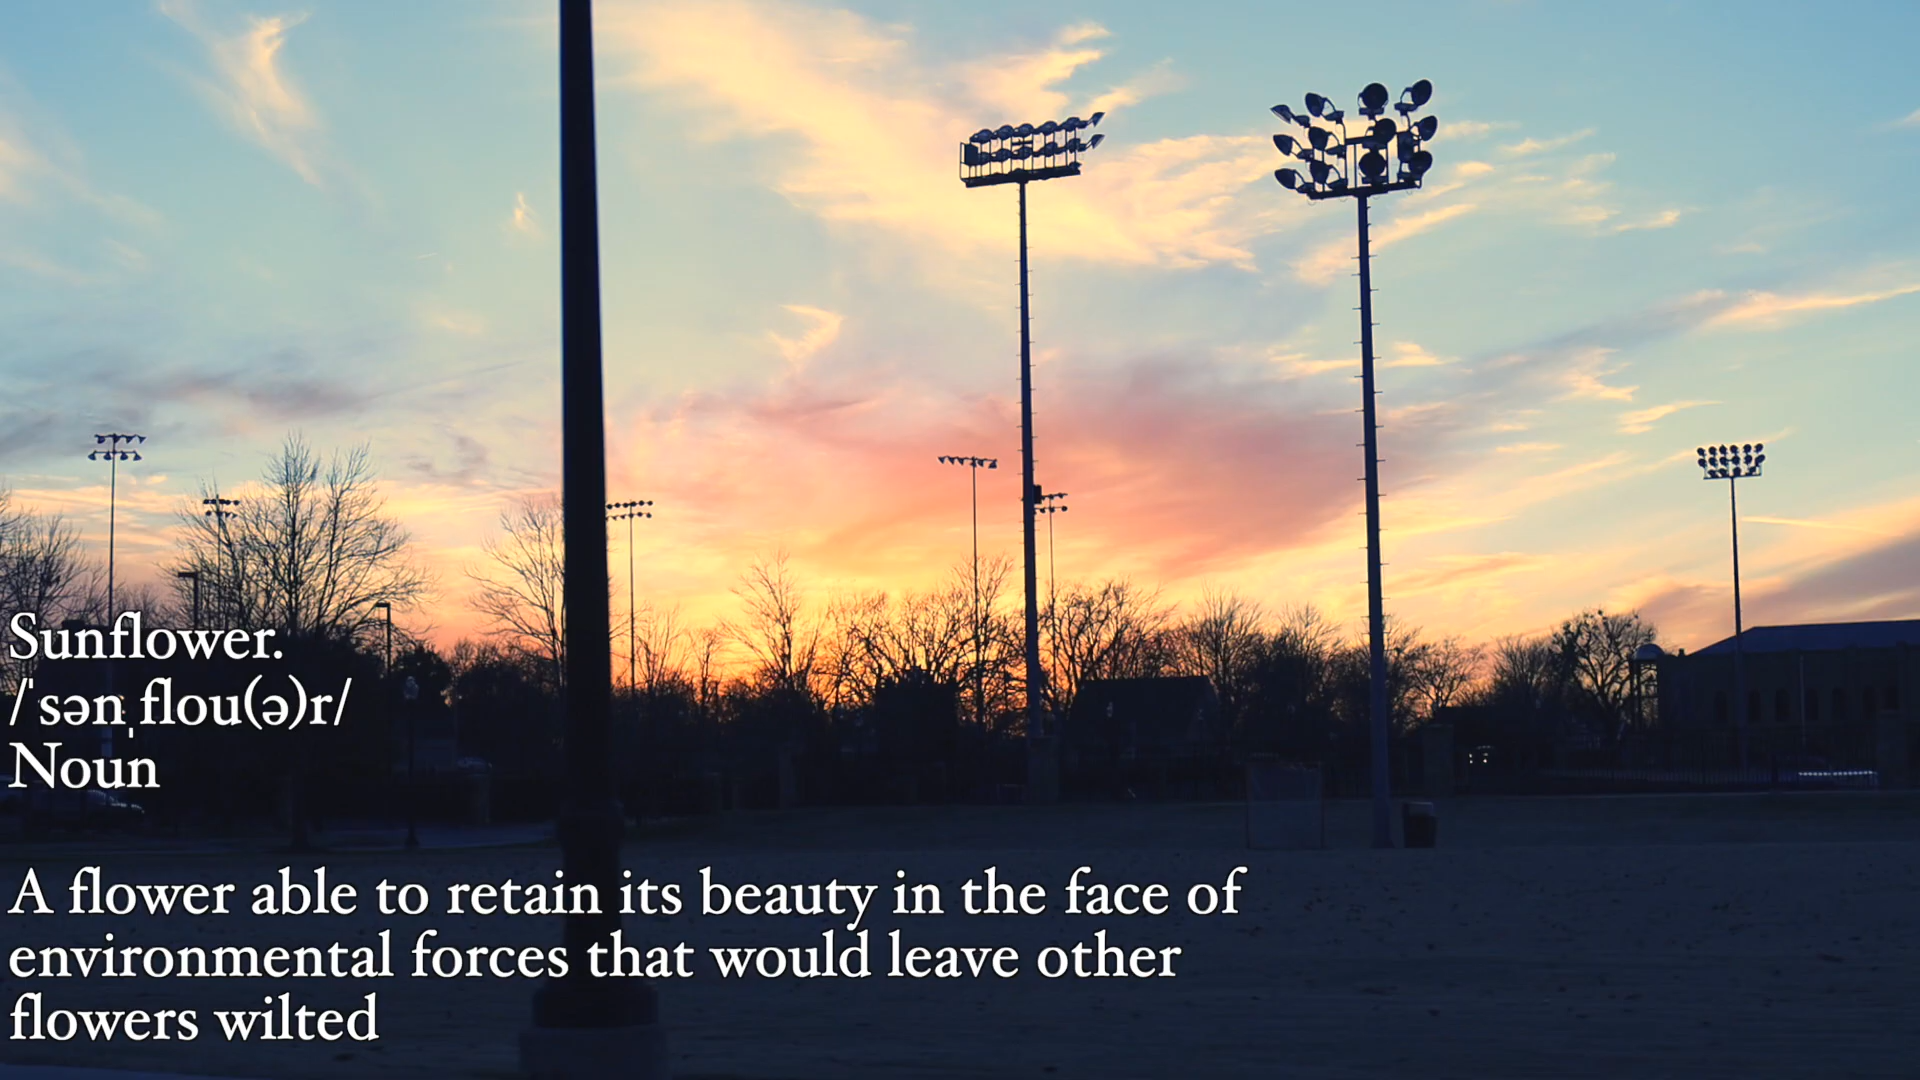 Sunflower.
/ˈsənˌflou(ə)r/
Noun
A flower able to retain its beauty in the face of
environmental forces that would leave other
flowers wilted